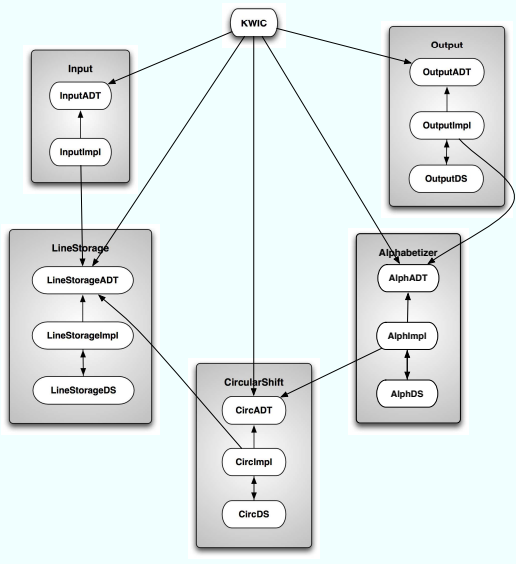 KWIC
Input
InputADT
InputImpl
Output
OutputADT
OutputImpl
OutputDS
LineStorage
LineStorageADT
LineStorageImpl
LineStorageDS
Alphabetizer
AlphADT
AlphImpl
AlphDS
CircularShift
CircADT
CircImpl
CircDS